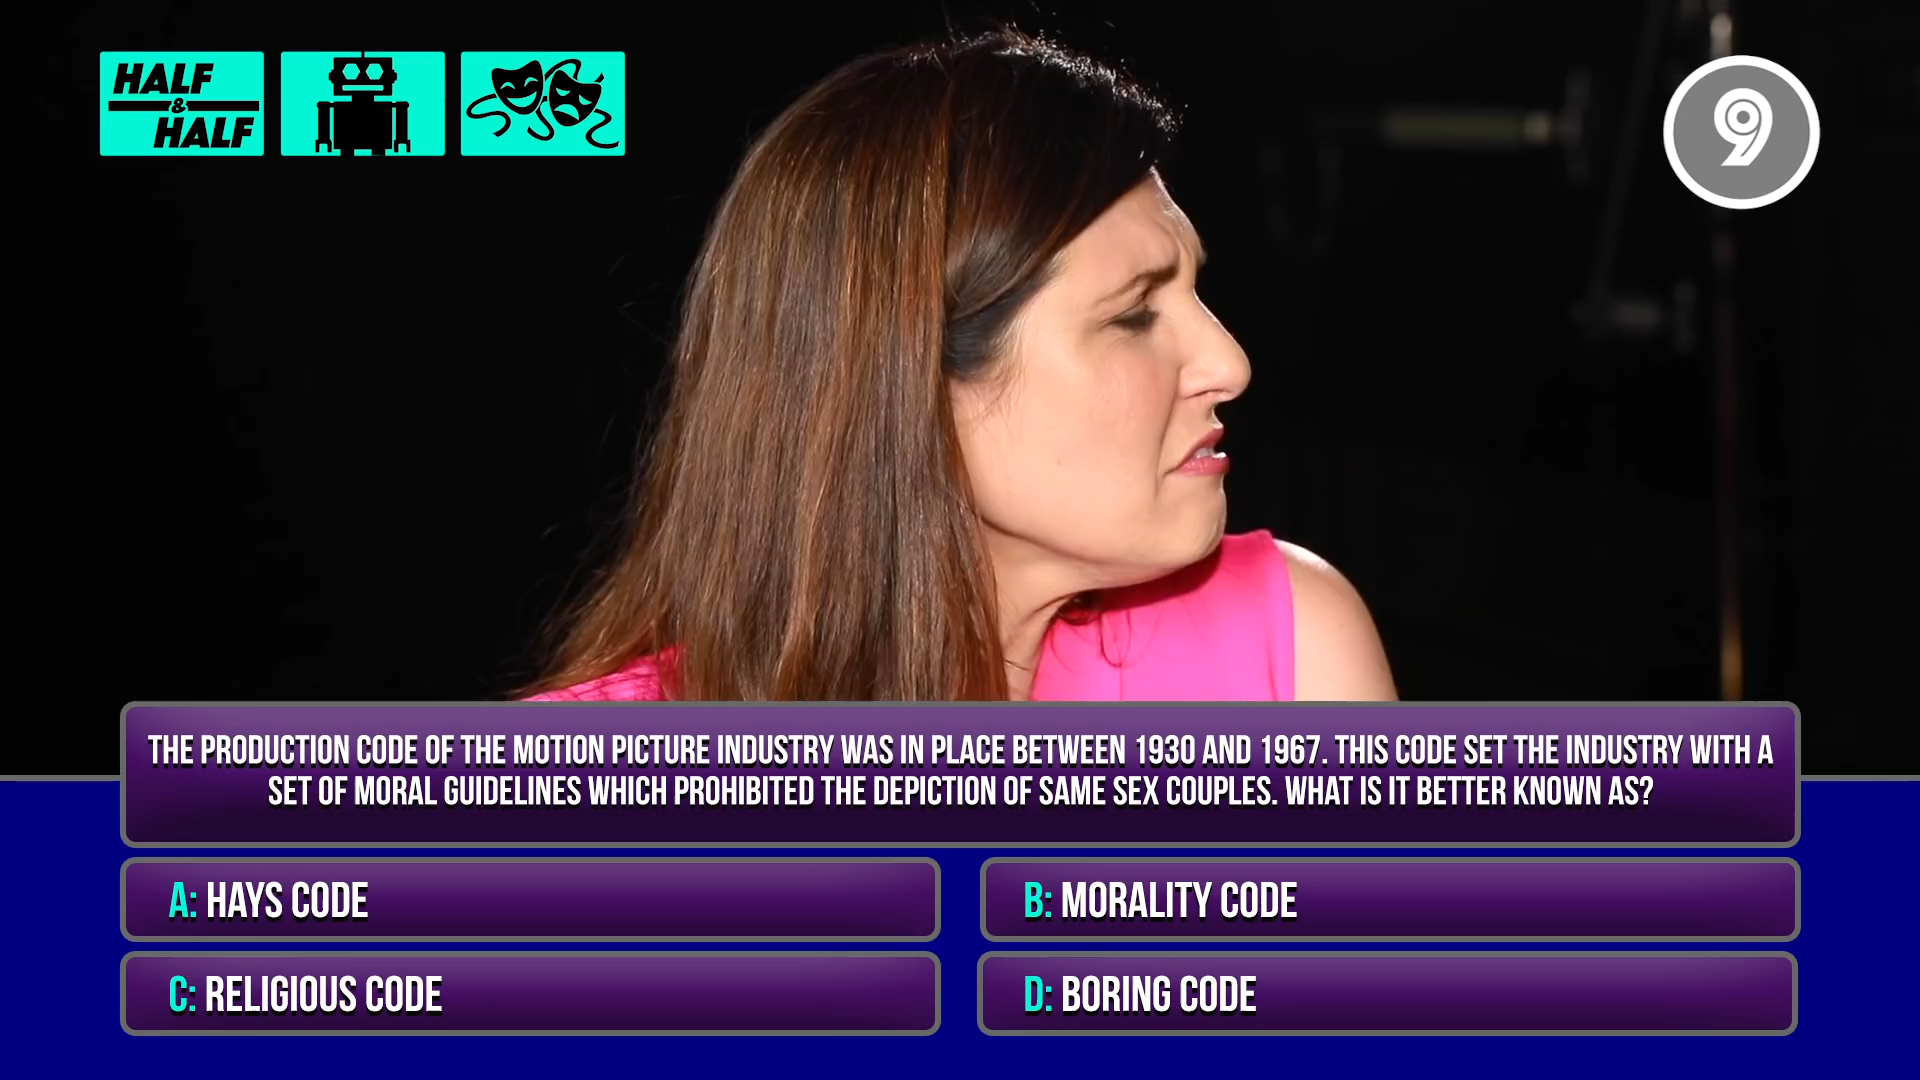 HALF
&
HALF
9
THE PRODUCTION CODE OF THE MOTION PICTURE INDUSTRY WAS IN PLACE BETWEEN 1930 AND 1967. THIS CODE SET THE INDUSTRY WITH A
SET OF MORAL GUIDELINES WHICH PROHIBITED THE DEPICTION OF SAME SEX COUPLES. WHAT IS IT BETTER KNOWN AS?
A: HAYS CODE
B: MORALITY CODE
C: RELIGIOUS CODE
D: BORING CODE